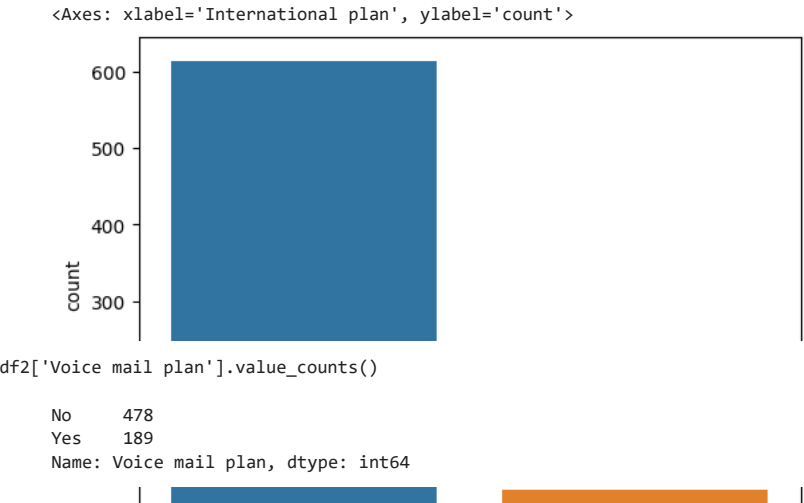 <Axes: xlabel='International plan', ylabel='count'>
600
500
400
count
300
df2['Voice mail plan'].value_counts()
No 478
Yes 189
Name: Voice mail plan, dtype: int64